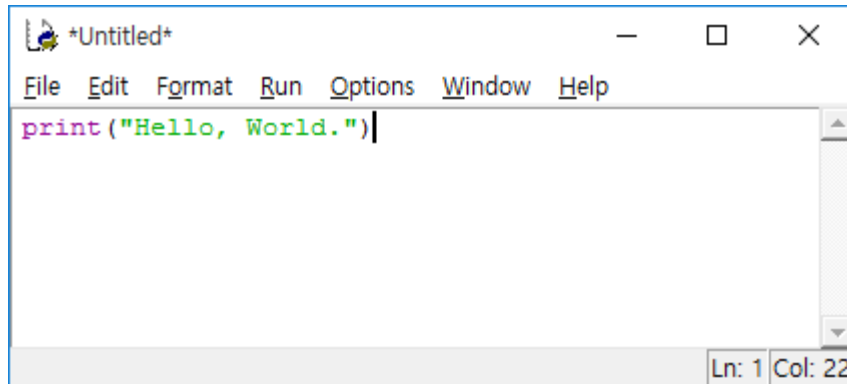 *Untitled*
File Edit Format Run Options Window Help
print("Hello, World.")
Ln: 1 Col: 22